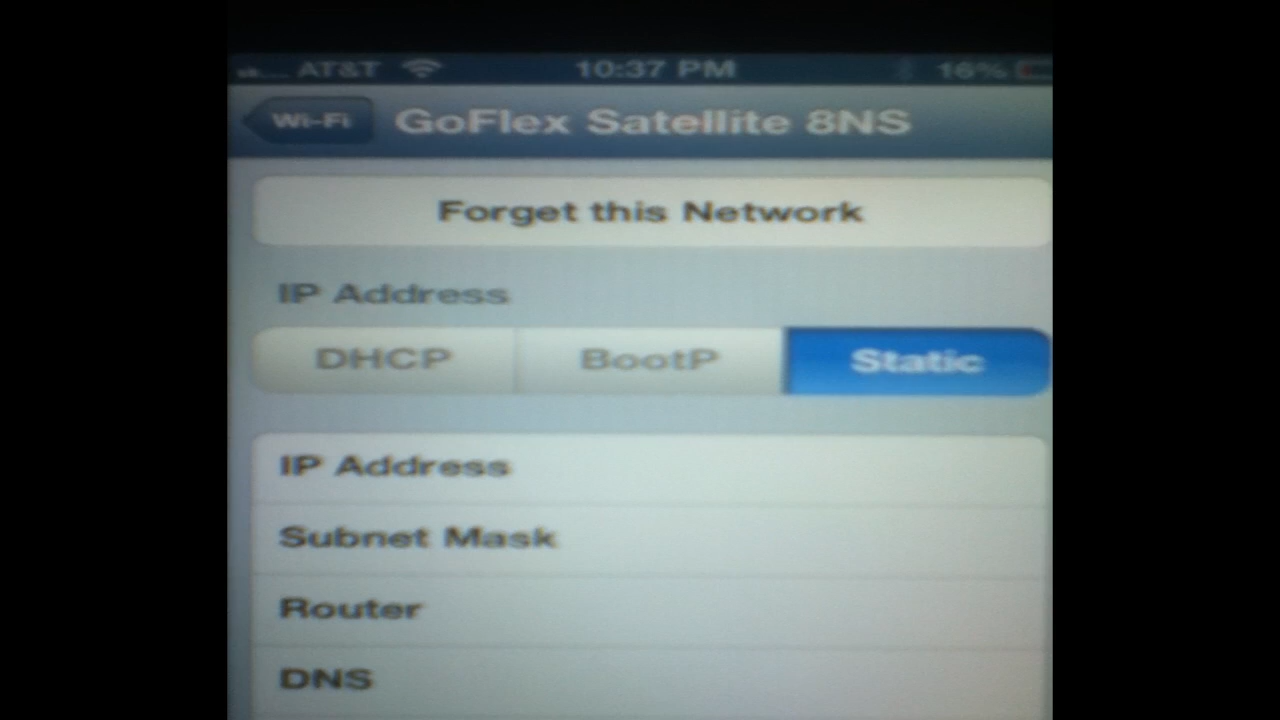 AT&T 10:37 PM 16%
Wi-Fi GoFlex Satellite 8NS
Forget this Network
IP Address
DHCP BootP Static
IP Address
Subnet Mask
Router
DNS